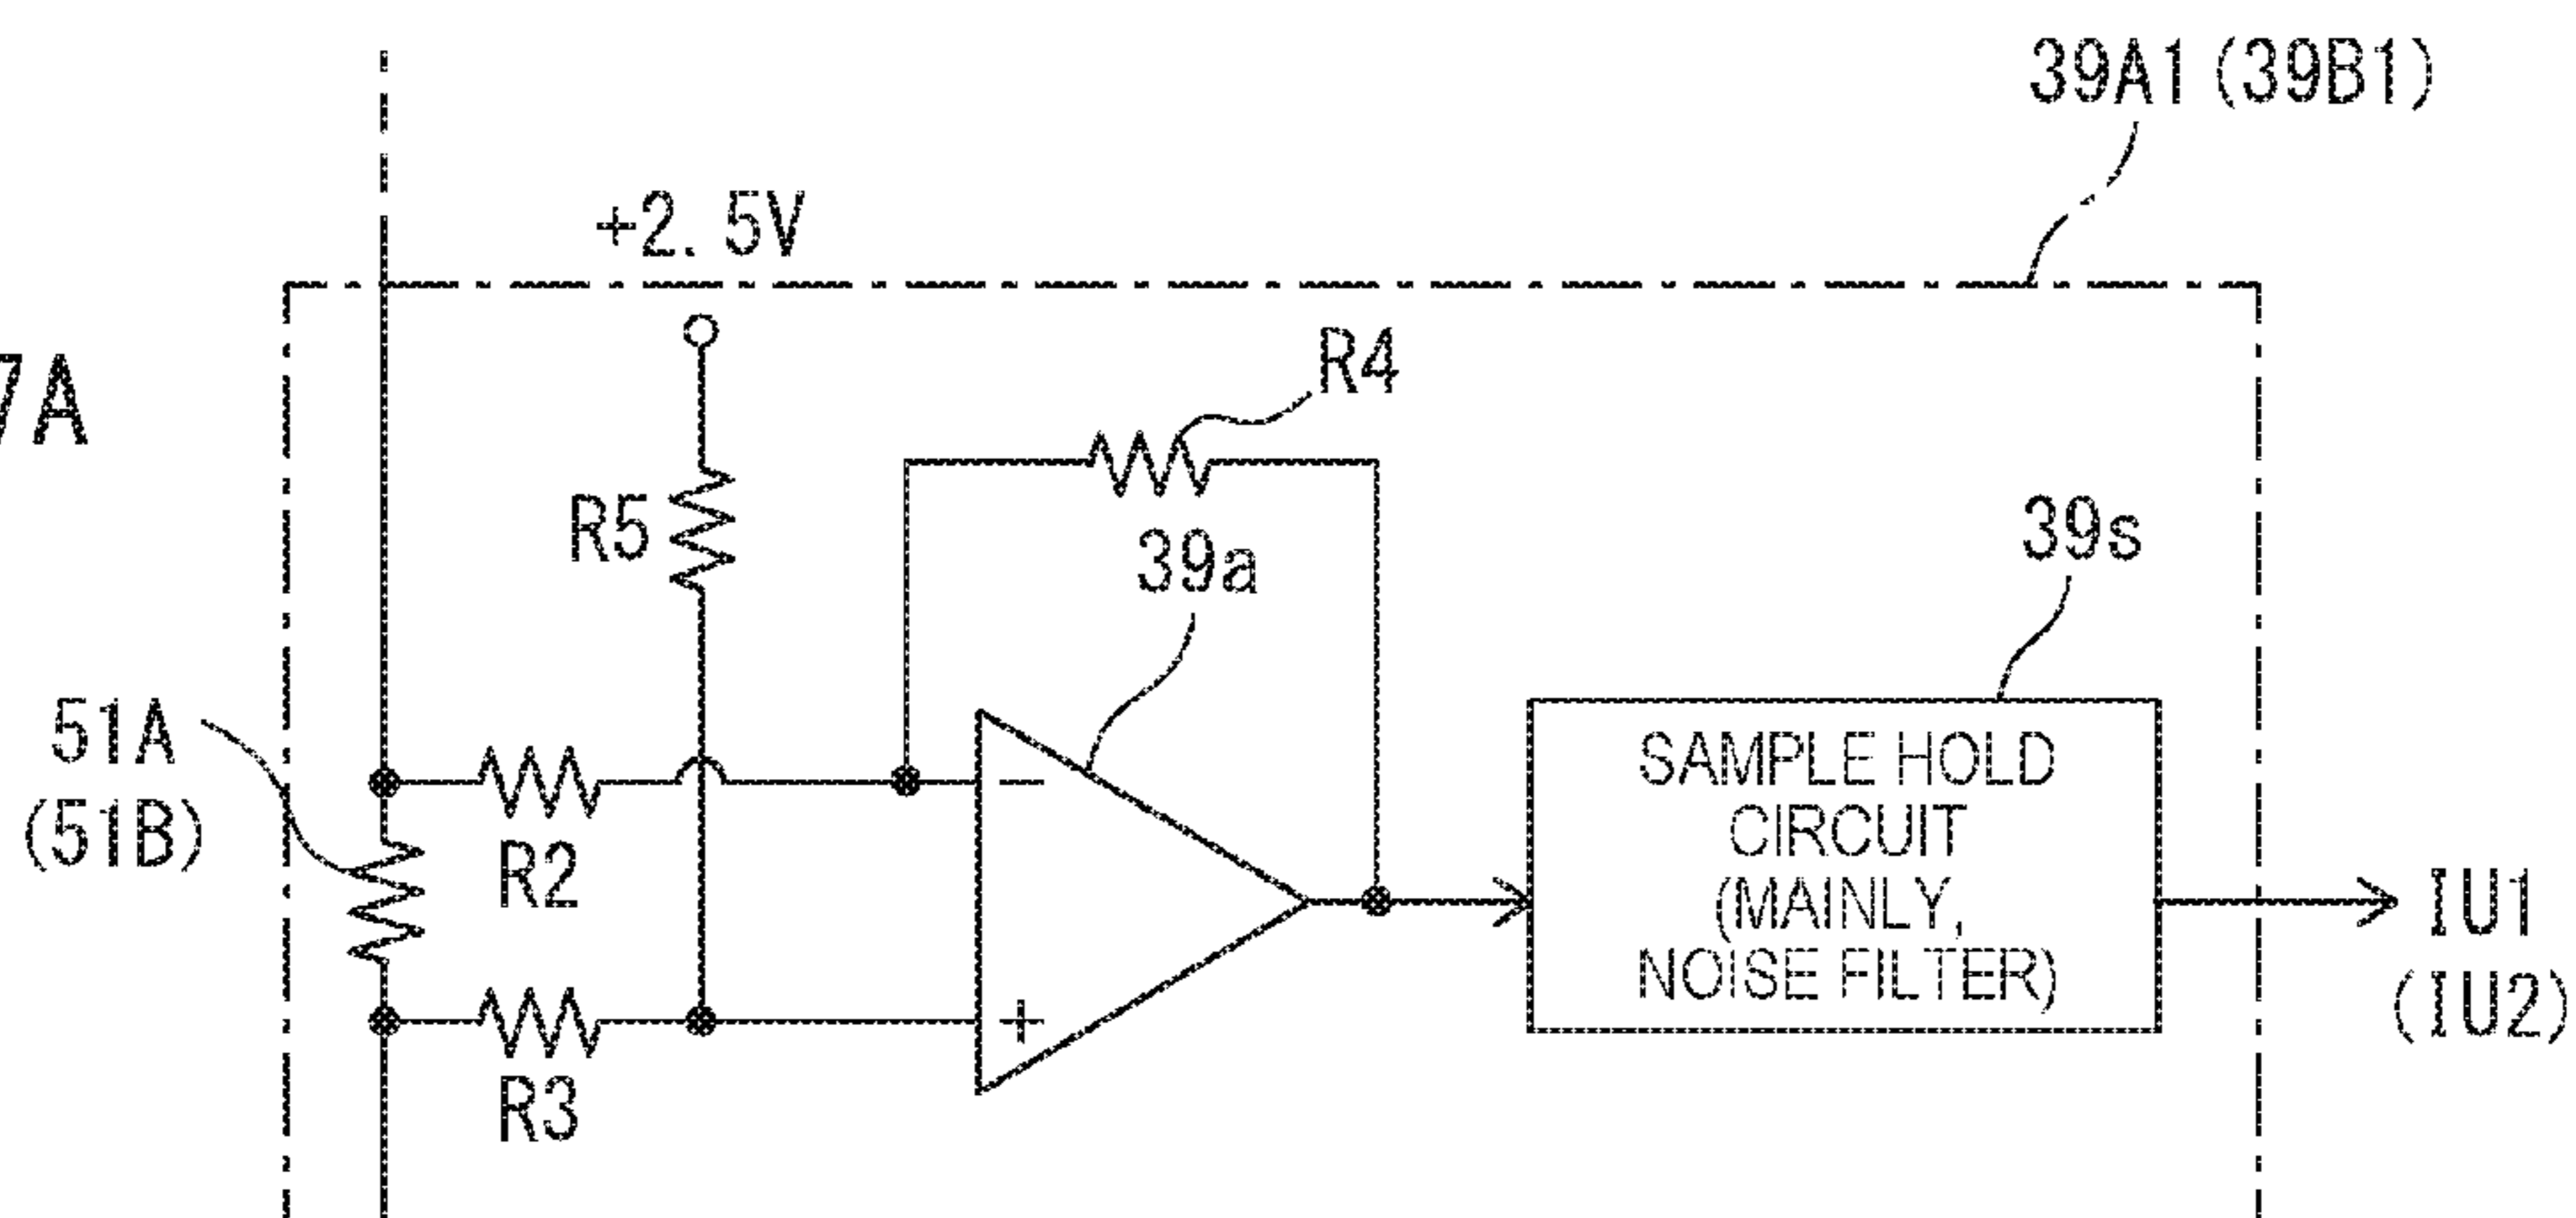 39A1 (39B1)
+2. 5V
7A
R4
R5
39a
39s
51A
(51B)
R2
−
SAMPLE HOLD
CIRCUIT
(MAINLY,
NOISE FILTER)
IU1
(IU2)
R3
+